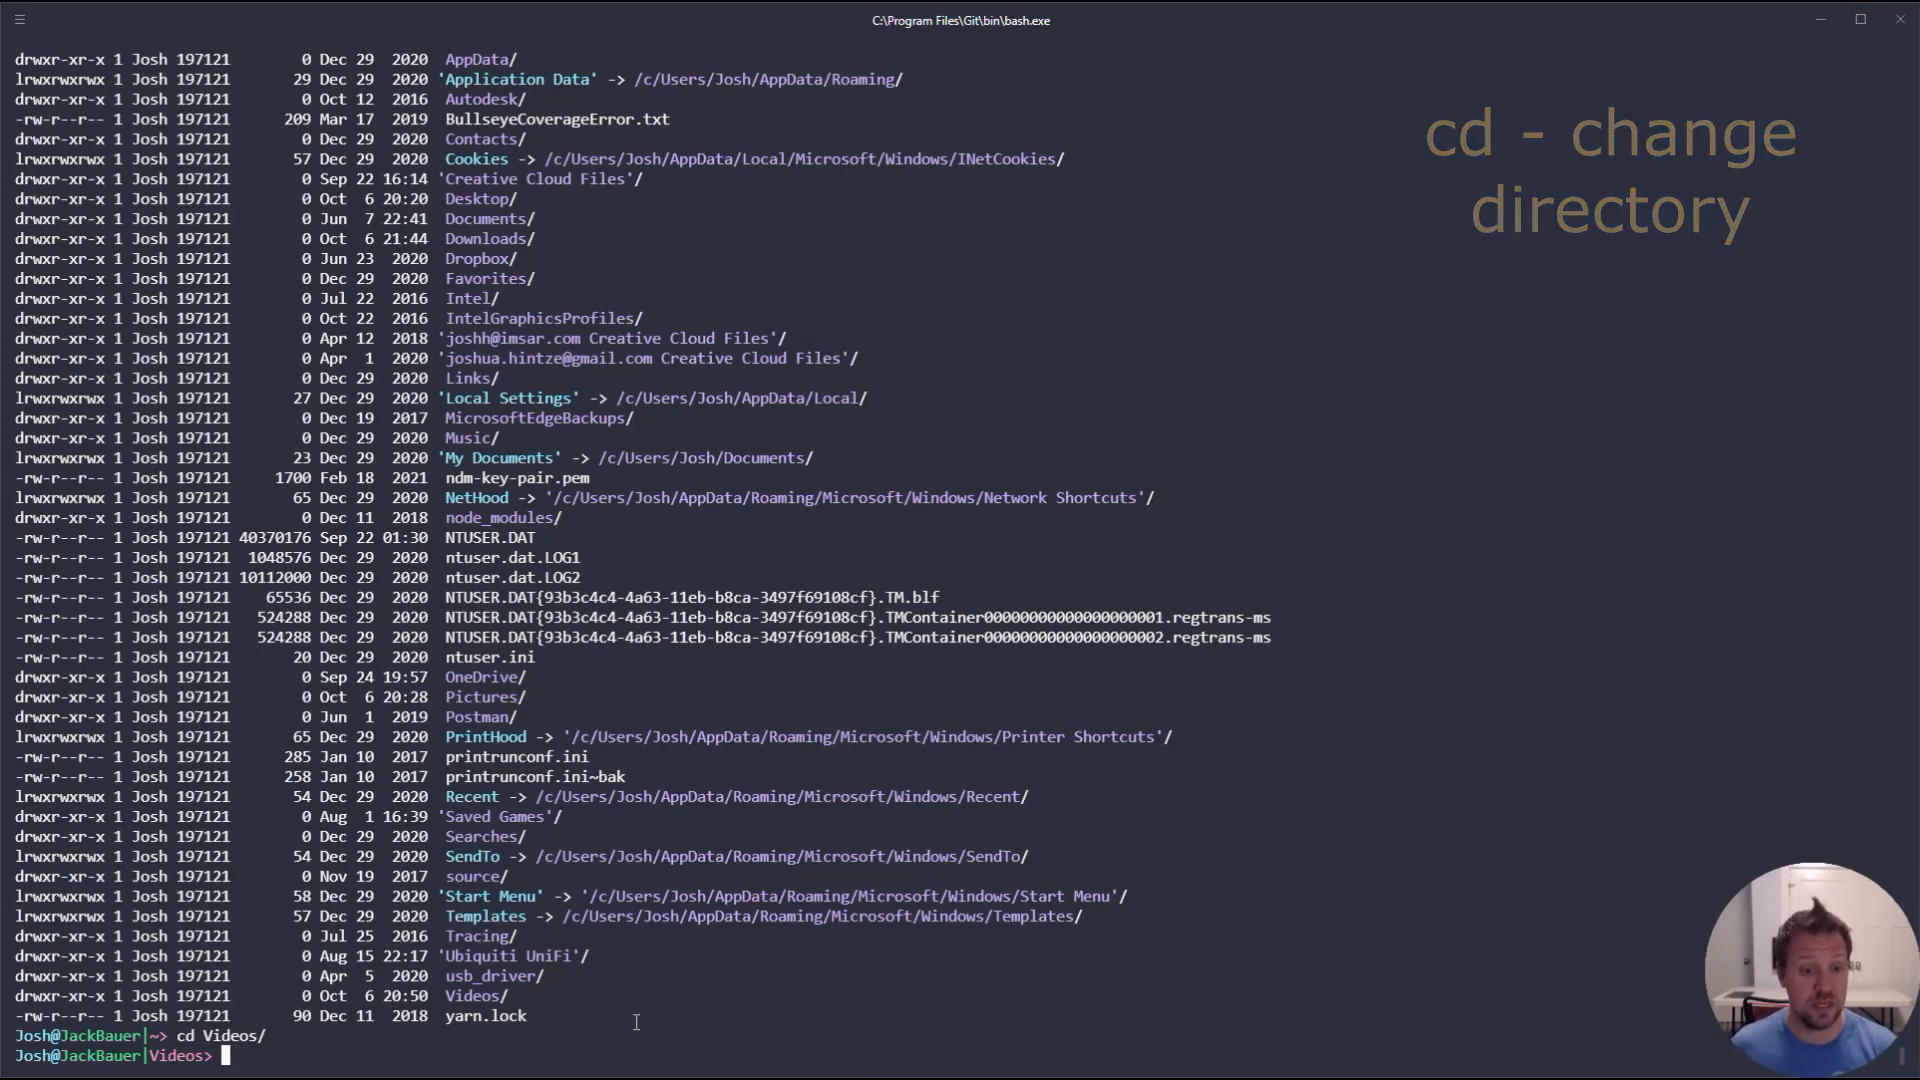 C:\Program Files\Git\bin\bash.exe
cd - change
directory
drwxr-xr-x 1 Josh 197121        0 Dec 29  2020  AppData/
lrwxrwxrwx 1 Josh 197121       29 Dec 29  2020 'Application Data' -> /c/Users/Josh/AppData/Roaming/
drwxr-xr-x 1 Josh 197121        0 Oct 12  2016  Autodesk/
-rw-r--r-- 1 Josh 197121      209 Mar 17  2019  BullseyeCoverageError.txt
drwxr-xr-x 1 Josh 197121        0 Dec 29  2020  Contacts/
lrwxrwxrwx 1 Josh 197121       57 Dec 29  2020  Cookies -> /c/Users/Josh/AppData/Local/Microsoft/Windows/INetCookies/
drwxr-xr-x 1 Josh 197121        0 Sep 22 16:14 'Creative Cloud Files'/
drwxr-xr-x 1 Josh 197121        0 Oct  6 20:20  Desktop/
drwxr-xr-x 1 Josh 197121        0 Jun  7 22:41  Documents/
drwxr-xr-x 1 Josh 197121        0 Oct  6 21:44  Downloads/
drwxr-xr-x 1 Josh 197121        0 Jun 23  2020  Dropbox/
drwxr-xr-x 1 Josh 197121        0 Dec 29  2020  Favorites/
drwxr-xr-x 1 Josh 197121        0 Jul 22  2016  Intel/
drwxr-xr-x 1 Josh 197121        0 Oct 22  2016  IntelGraphicsProfiles/
drwxr-xr-x 1 Josh 197121        0 Apr 12  2018 'joshh@imsar.com Creative Cloud Files'/
drwxr-xr-x 1 Josh 197121        0 Apr  1  2020 'joshua.hintze@gmail.com Creative Cloud Files'/
drwxr-xr-x 1 Josh 197121        0 Dec 29  2020  Links/
lrwxrwxrwx 1 Josh 197121       27 Dec 29  2020 'Local Settings' -> /c/Users/Josh/AppData/Local/
drwxr-xr-x 1 Josh 197121        0 Dec 19  2017  MicrosoftEdgeBackups/
drwxr-xr-x 1 Josh 197121        0 Dec 29  2020  Music/
lrwxrwxrwx 1 Josh 197121       23 Dec 29  2020 'My Documents' -> /c/Users/Josh/Documents/
-rw-r--r-- 1 Josh 197121     1700 Feb 18  2021  ndm-key-pair.pem
lrwxrwxrwx 1 Josh 197121       65 Dec 29  2020  NetHood -> '/c/Users/Josh/AppData/Roaming/Microsoft/Windows/Network Shortcuts'/
drwxr-xr-x 1 Josh 197121        0 Dec 11  2018  node_modules/
-rw-r--r-- 1 Josh 197121 40370176 Sep 22 01:30  NTUSER.DAT
-rw-r--r-- 1 Josh 197121  1048576 Dec 29  2020  ntuser.dat.LOG1
-rw-r--r-- 1 Josh 197121 10112000 Dec 29  2020  ntuser.dat.LOG2
-rw-r--r-- 1 Josh 197121    65536 Dec 29  2020  NTUSER.DAT{93b3c4c4-4a63-11eb-b8ca-3497f69108cf}.TM.blf
-rw-r--r-- 1 Josh 197121   524288 Dec 29  2020  NTUSER.DAT{93b3c4c4-4a63-11eb-b8ca-3497f69108cf}.TMContainer00000000000000000001.regtrans-ms
-rw-r--r-- 1 Josh 197121   524288 Dec 29  2020  NTUSER.DAT{93b3c4c4-4a63-11eb-b8ca-3497f69108cf}.TMContainer00000000000000000002.regtrans-ms
-rw-r--r-- 1 Josh 197121       20 Dec 29  2020  ntuser.ini
drwxr-xr-x 1 Josh 197121        0 Sep 24 19:57  OneDrive/
drwxr-xr-x 1 Josh 197121        0 Oct  6 20:28  Pictures/
drwxr-xr-x 1 Josh 197121        0 Jun  1  2019  Postman/
lrwxrwxrwx 1 Josh 197121       65 Dec 29  2020  PrintHood -> '/c/Users/Josh/AppData/Roaming/Microsoft/Windows/Printer Shortcuts'/
-rw-r--r-- 1 Josh 197121      285 Jan 10  2017  printrunconf.ini
-rw-r--r-- 1 Josh 197121      258 Jan 10  2017  printrunconf.ini~bak
lrwxrwxrwx 1 Josh 197121       54 Dec 29  2020  Recent -> /c/Users/Josh/AppData/Roaming/Microsoft/Windows/Recent/
drwxr-xr-x 1 Josh 197121        0 Aug  1 16:39 'Saved Games'/
drwxr-xr-x 1 Josh 197121        0 Dec 29  2020  Searches/
lrwxrwxrwx 1 Josh 197121       54 Dec 29  2020  SendTo -> /c/Users/Josh/AppData/Roaming/Microsoft/Windows/SendTo/
drwxr-xr-x 1 Josh 197121        0 Nov 19  2017  source/
lrwxrwxrwx 1 Josh 197121       58 Dec 29  2020 'Start Menu' -> '/c/Users/Josh/AppData/Roaming/Microsoft/Windows/Start Menu'/
lrwxrwxrwx 1 Josh 197121       57 Dec 29  2020  Templates -> /c/Users/Josh/AppData/Roaming/Microsoft/Windows/Templates/
drwxr-xr-x 1 Josh 197121        0 Jul 25  2016  Tracing/
drwxr-xr-x 1 Josh 197121        0 Aug 15 22:17 'Ubiquiti UniFi'/
drwxr-xr-x 1 Josh 197121        0 Apr  5  2020  usb_driver/
drwxr-xr-x 1 Josh 197121        0 Oct  6 20:50  Videos/
-rw-r--r-- 1 Josh 197121       90 Dec 11  2018  yarn.lock
Josh@JackBauer|~> cd Videos/
Josh@JackBauer|Videos>